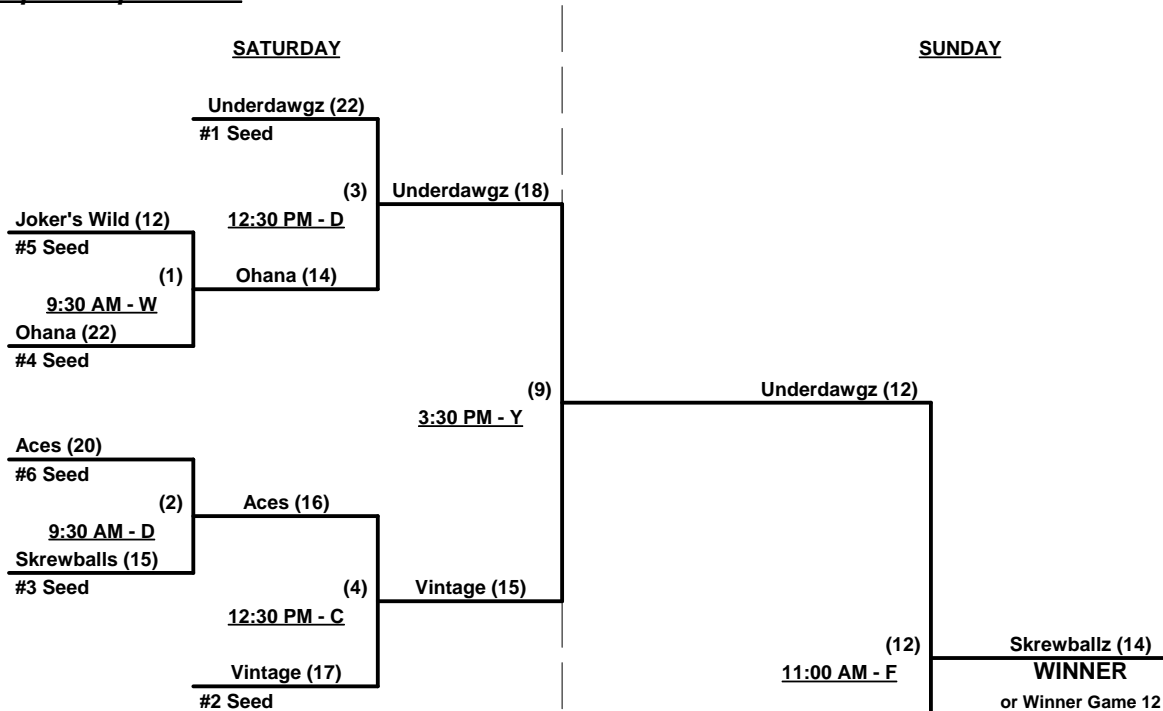 SATURDAY
SUNDAY
Underdawgz (22)
#1 Seed
(3)
Underdawgz (18)
12:30 PM - D
Joker's Wild (12)
#5 Seed
(1)
Ohana (14)
9:30 AM - W
Ohana (22)
#4 Seed
(9)
Underdawgz (12)
3:30 PM - Y
Aces (20)
#6 Seed
(2)
Aces (16)
9:30 AM - D
Skrewballs (15)
#3 Seed
(4)
Vintage (15)
12:30 PM - C
Vintage (17)
#2 Seed
(12)
Skrewballz (14)
11:00 AM - F
WINNER
or Winner Game 12